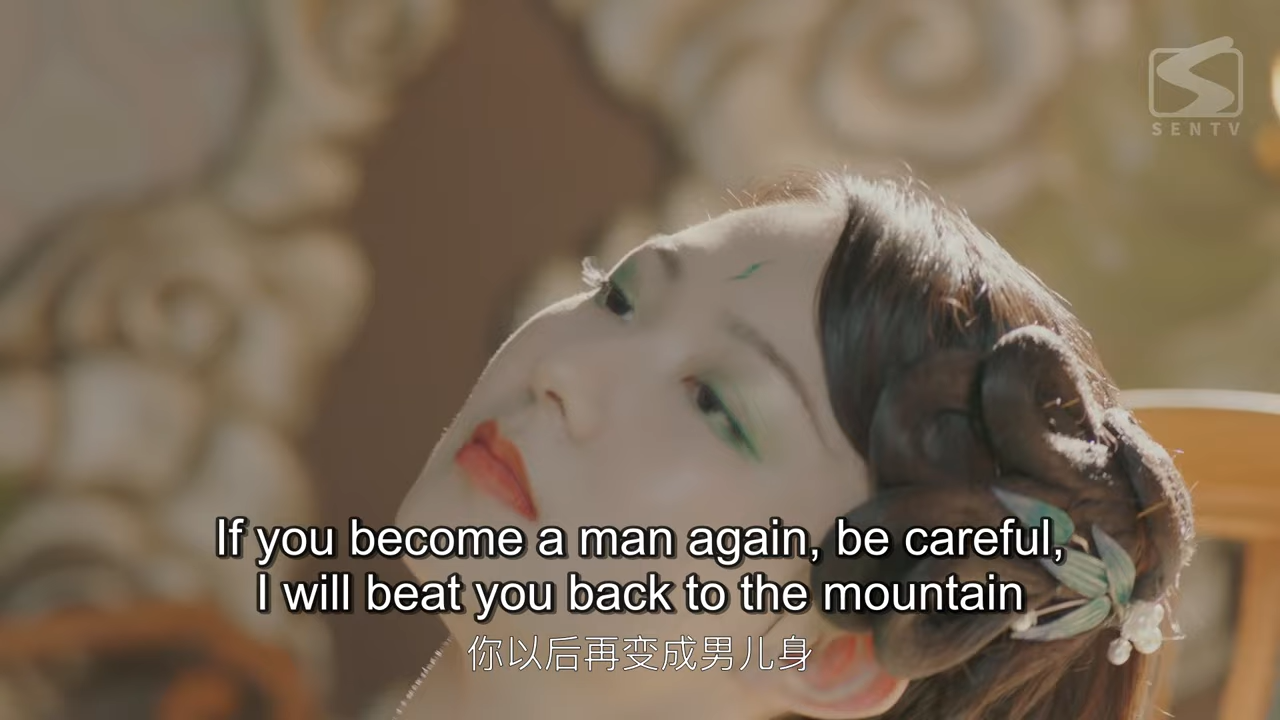 SENTV
If you become a man again, be careful,
I will beat you back to the mountain
你以后再变成男儿身